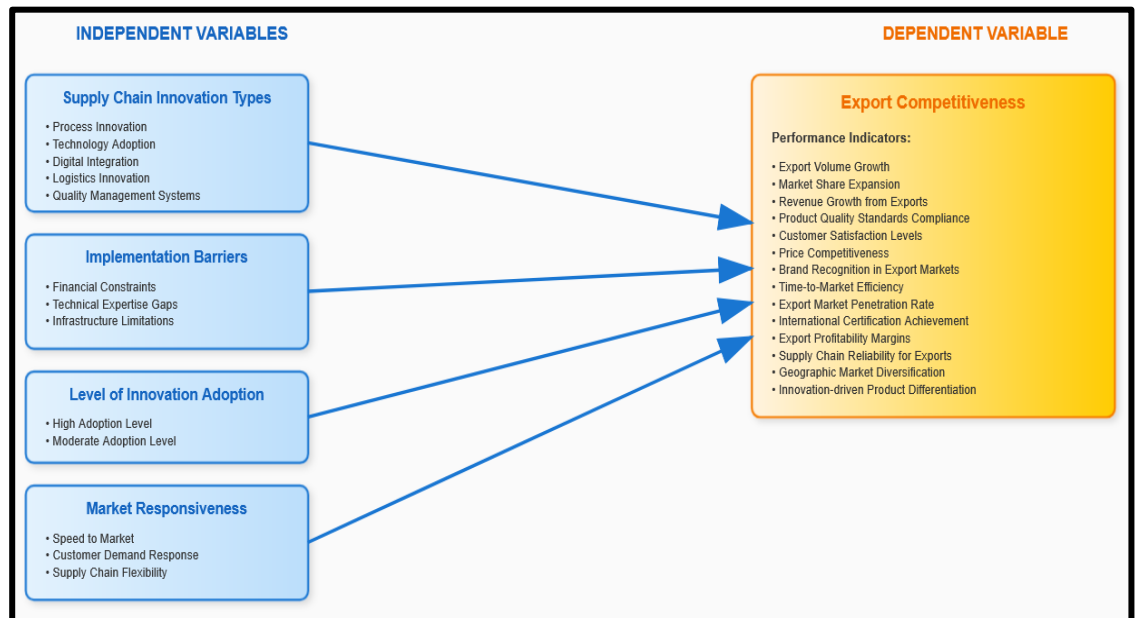 INDEPENDENT VARIABLES
DEPENDENT VARIABLE
Supply Chain Innovation Types
• Process Innovation
• Technology Adoption
• Digital Integration
• Logistics Innovation
• Quality Management Systems
Implementation Barriers
• Financial Constraints
• Technical Expertise Gaps
• Infrastructure Limitations
Level of Innovation Adoption
• High Adoption Level
• Moderate Adoption Level
Market Responsiveness
• Speed to Market
• Customer Demand Response
• Supply Chain Flexibility
Export Competitiveness
Performance Indicators:
• Export Volume Growth
• Market Share Expansion
• Revenue Growth from Exports
• Product Quality Standards Compliance
• Customer Satisfaction Levels
• Price Competitiveness
• Brand Recognition in Export Markets
• Time-to-Market Efficiency
• Export Market Penetration Rate
• International Certification Achievement
• Export Profitability Margins
• Supply Chain Reliability for Exports
• Geographic Market Diversification
• Innovation-driven Product Differentiation